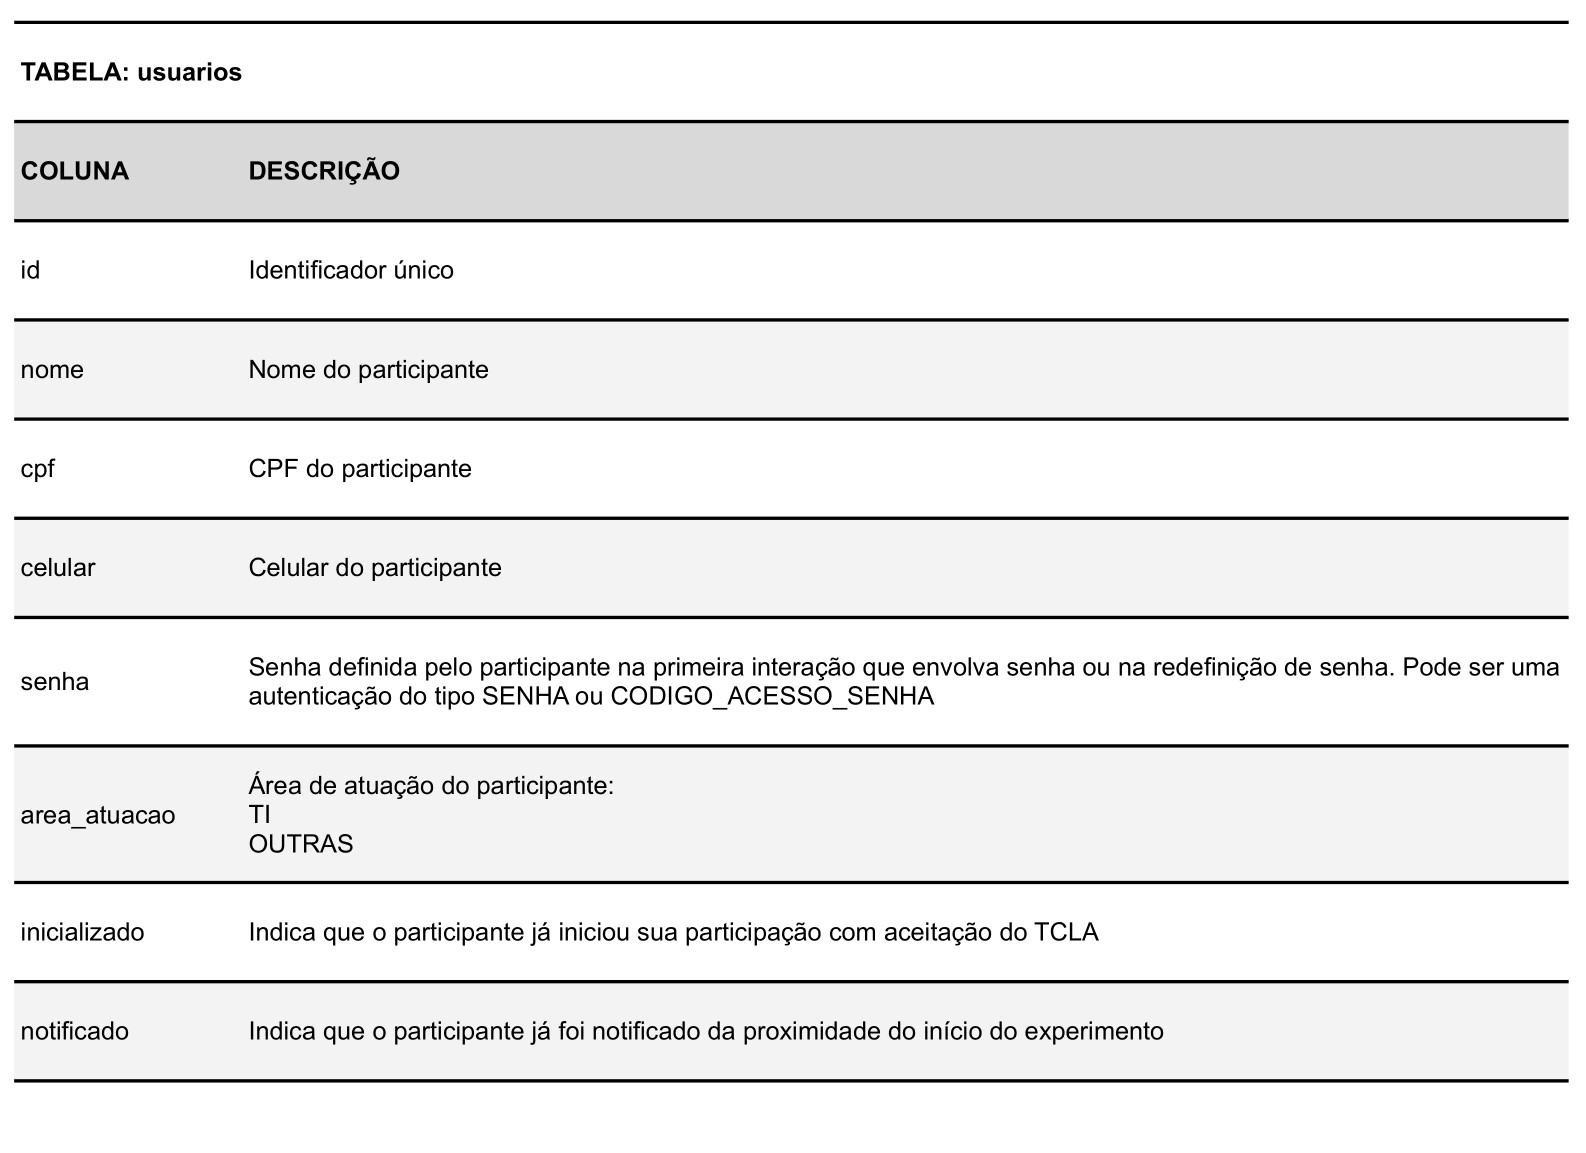 TABELA: usuarios
COLUNA DESCRIÇÃO
id Identificador único
nome Nome do participante
cpf CPF do participante
celular Celular do participante
senha Senha definida pelo participante na primeira interação que envolva senha ou na redefinição de senha. Pode ser uma
autenticação do tipo SENHA ou CODIGO_ACESSO_SENHA
area_atuacao Área de atuação do participante:
TI
OUTRAS
inicializado Indica que o participante já iniciou sua participação com aceitação do TCLA
notificado Indica que o participante já foi notificado da proximidade do início do experimento